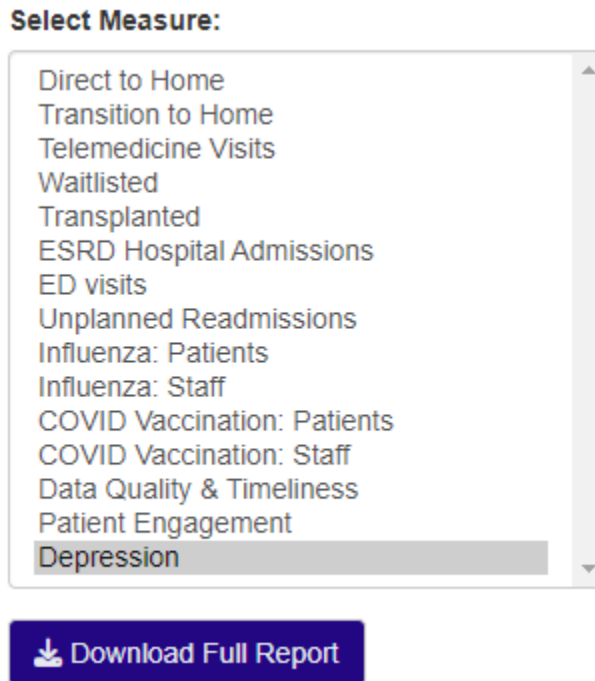 Select Measure:
Direct to Home
Transition to Home
Telemedicine Visits
Waitlisted
Transplanted
ESRD Hospital Admissions
ED visits
Unplanned Readmissions
Influenza: Patients
Influenza: Staff
COVID Vaccination: Patients
COVID Vaccination: Staff
Data Quality & Timeliness
Patient Engagement
Depression
Download Full Report